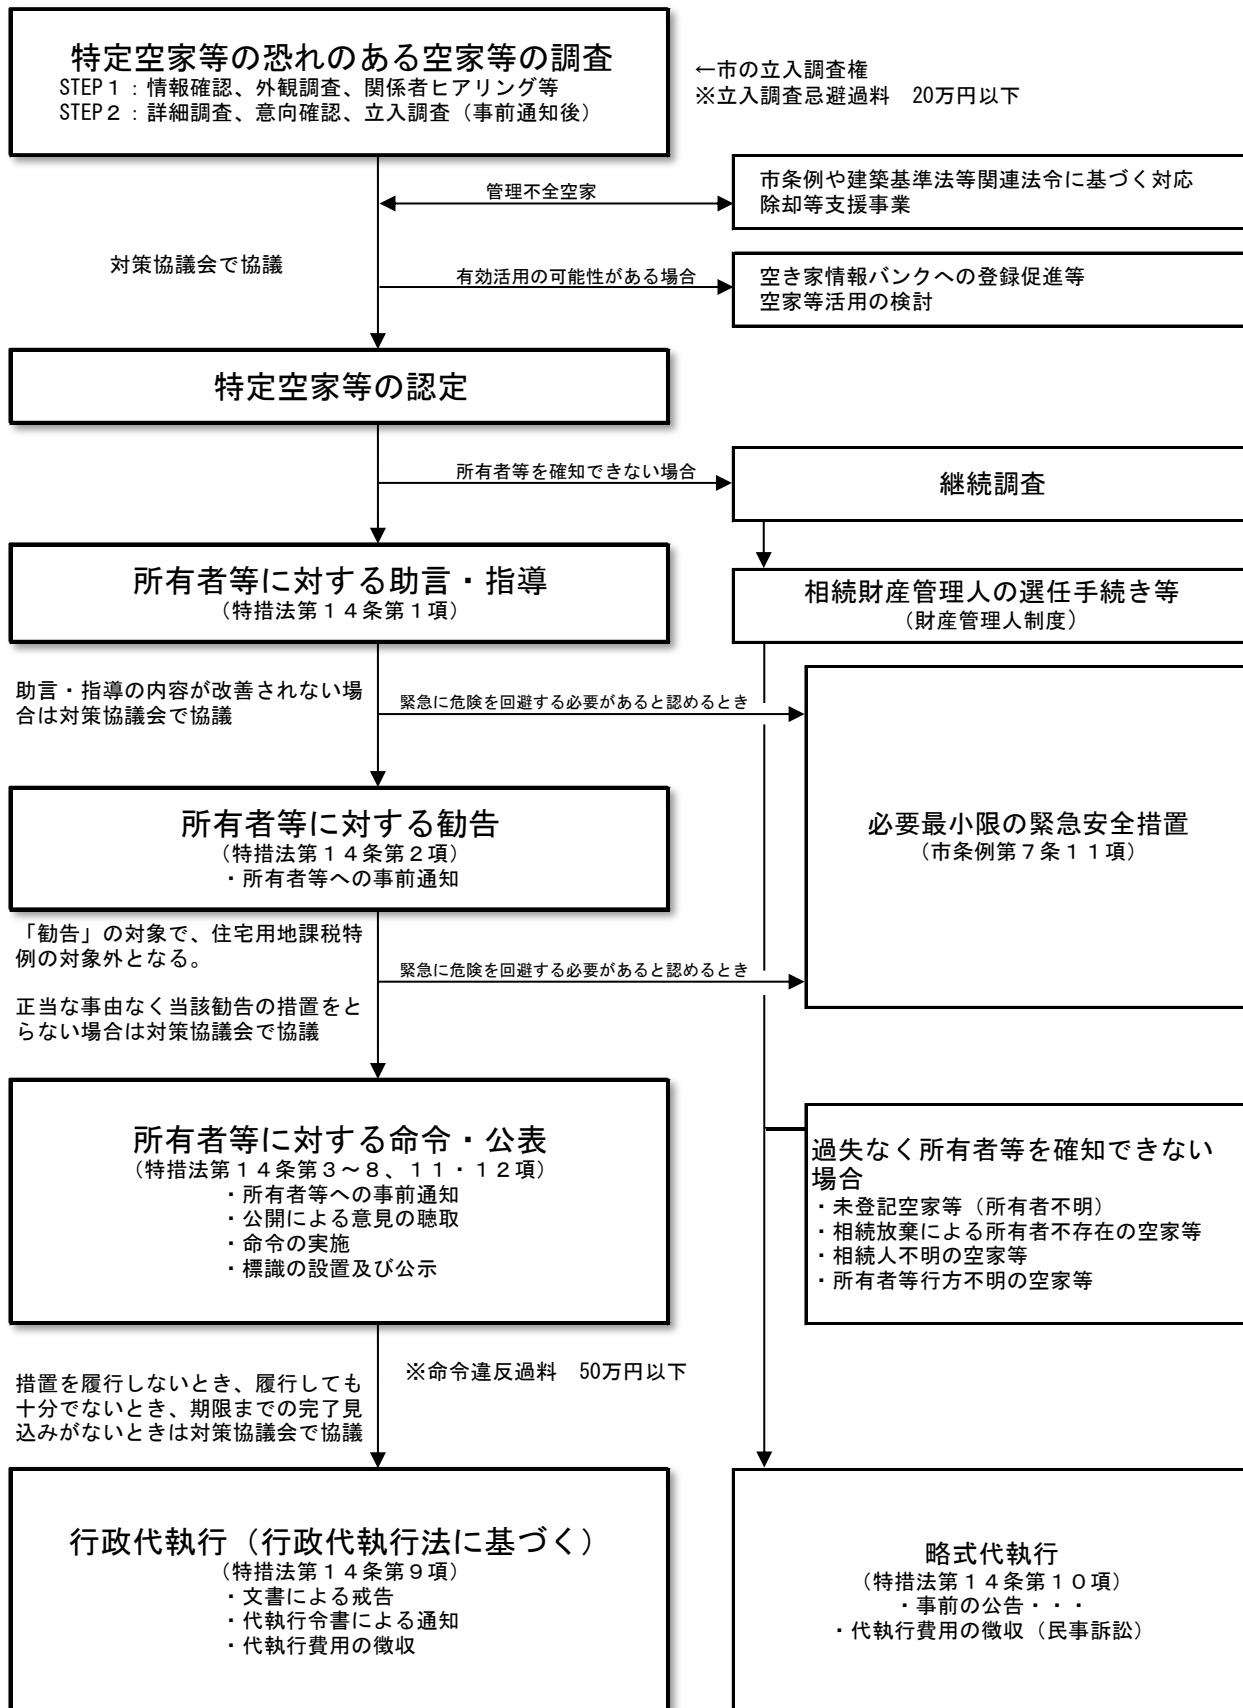 特定空家等の恐れのある空家等の調査
STEP1：情報確認、外観調査、関係者ヒアリング等
STEP2：詳細調査、意向確認、立入調査（事前通知後）
←市の立入調査権
※立入調査忌避過料　20万円以下
管理不全空家
市条例や建築基準法等関連法令に基づく対応
除却等支援事業
対策協議会で協議
有効活用の可能性がある場合
空き家情報バンクへの登録促進等
空家等活用の検討
特定空家等の認定
所有者等を確知できない場合
継続調査
所有者等に対する助言・指導
（特措法第１４条第１項）
相続財産管理人の選任手続き等
（財産管理人制度）
助言・指導の内容が改善されない場
合は対策協議会で協議
緊急に危険を回避する必要があると認めるとき
所有者等に対する勧告
（特措法第１４条第２項）
・所有者等への事前通知
必要最小限の緊急安全措置
（市条例第７条１１項）
「勧告」の対象で、住宅用地課税特
例の対象外となる。
緊急に危険を回避する必要があると認めるとき
正当な事由なく当該勧告の措置をと
らない場合は対策協議会で協議
所有者等に対する命令・公表
（特措法第１４条第３～８、１１・１２項）
・所有者等への事前通知
・公開による意見の聴取
・命令の実施
・標識の設置及び公示
過失なく所有者等を確知できない
場合
・未登記空家等（所有者不明）
・相続放棄による所有者不存在の空家等
・相続人不明の空家等
・所有者等行方不明の空家等
※命令違反過料　50万円以下
措置を履行しないとき、履行しても
十分でないとき、期限までの完了見
込みがないときは対策協議会で協議
行政代執行（行政代執行法に基づく）
（特措法第１４条第９項）
・文書による戒告
・代執行令書による通知
・代執行費用の徴収
略式代執行
（特措法第１４条第１０項）
・事前の公告・・・
・代執行費用の徴収（民事訴訟）